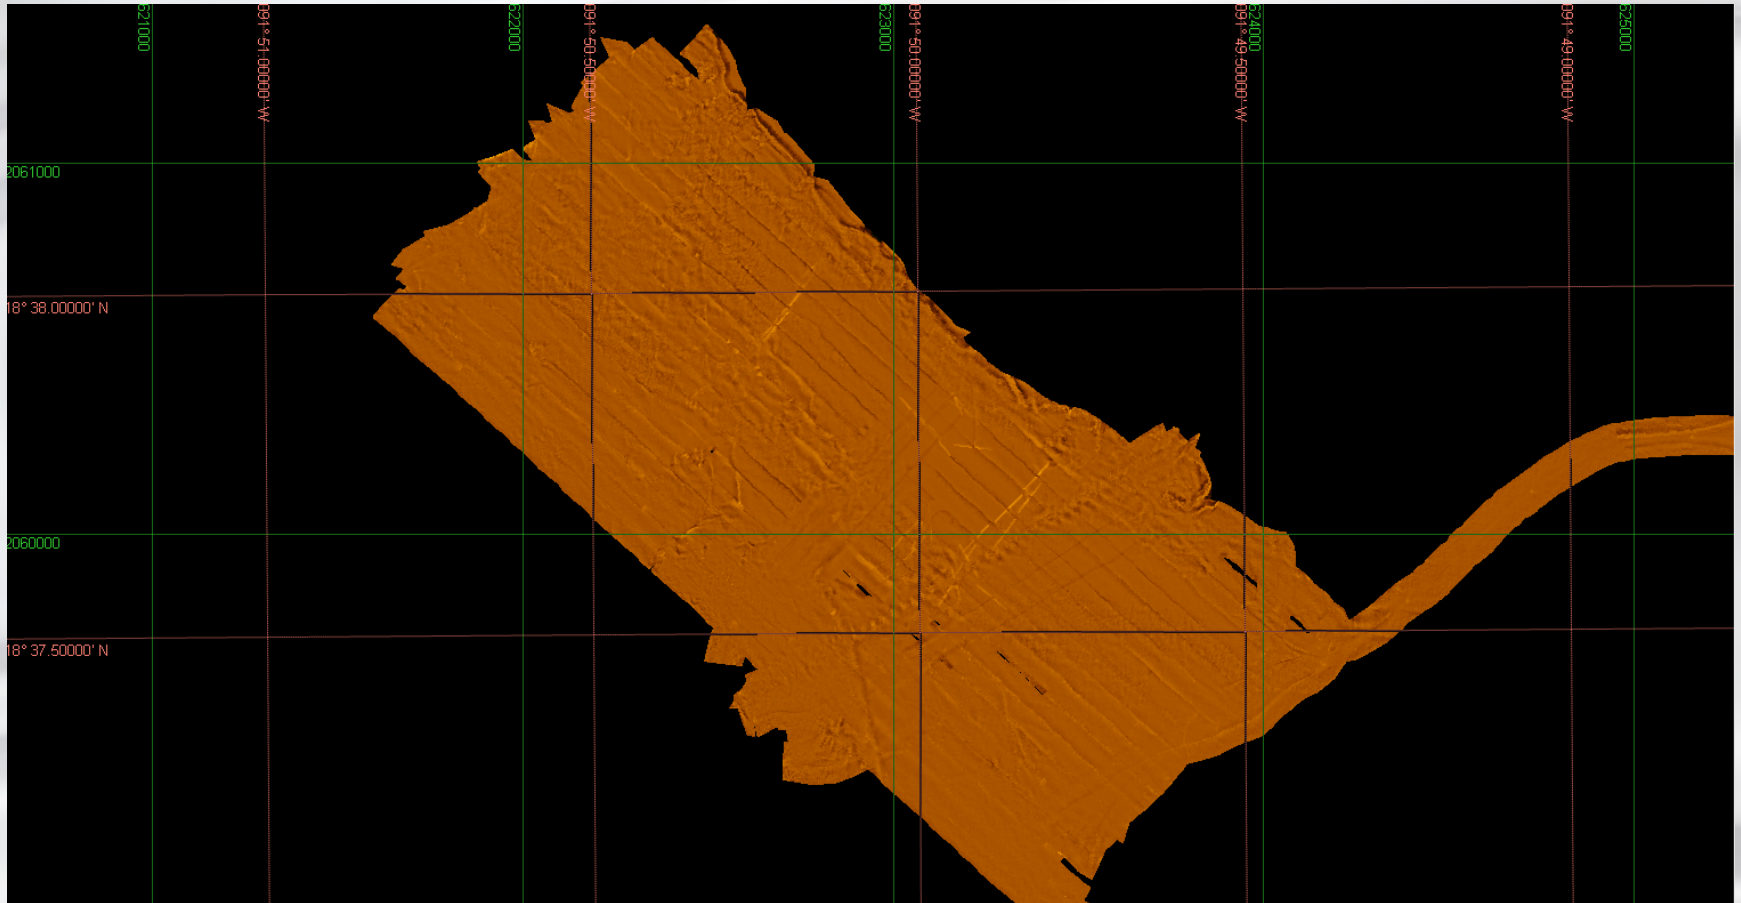 621000
091° 51.00000' W
622000
091° 50.50000' W
623000
091° 50.00000' W
624000
091° 49.50000' W
091° 49.00000' W
625000
2061000
18° 38.00000' N
2060000
18° 37.50000' N